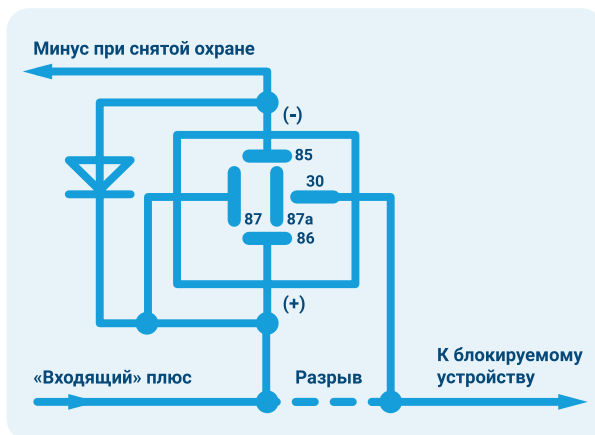 Минус при снятой охране
(-)
85
30
87
87a
86
(+)
«Входящий» плюс
Разрыв
К блокируемому
устройству